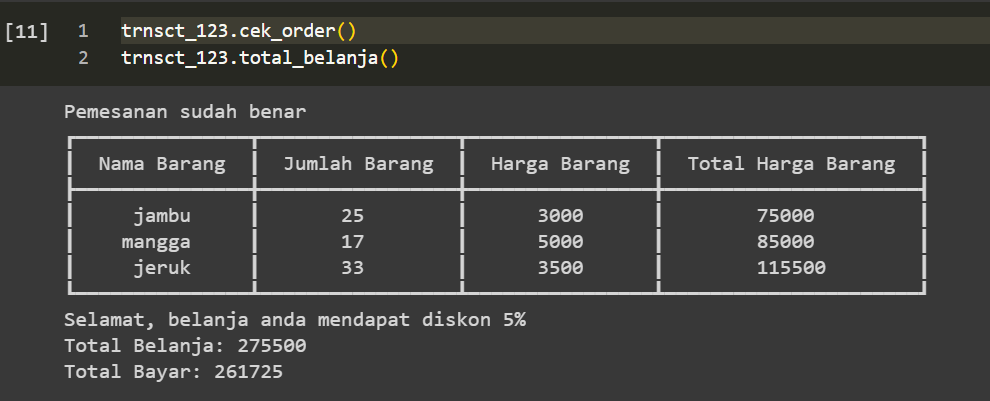 [11] 1 trnsct_123.cek_order()
2 trnsct_123.total_belanja()
Pemesanan sudah benar
Nama Barang Jumlah Barang Harga Barang Total Harga Barang
jambu 25 3000 75000
mangga 17 5000 85000
jeruk 33 3500 115500
Selamat, belanja anda mendapat diskon 5%
Total Belanja: 275500
Total Bayar: 261725